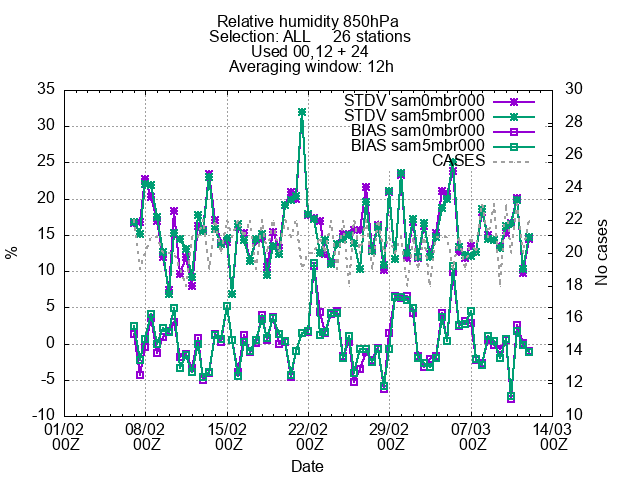 Relative humidity 850hPa
Selection: ALL 26 stations
Used 00,12 + 24
Averaging window: 12h
STDV sam0mbr000
STDV sam5mbr000
BIAS sam0mbr000
BIAS sam5mbr000
CASES
35
30
25
20
15
10
5
0
-5
-10
%
30
28
26
24
22
20
18
16
14
12
10
No cases
01/02 08/02 15/02 22/02 29/02 07/03 14/03
00Z 00Z 00Z 00Z 00Z 00Z 00Z
Date